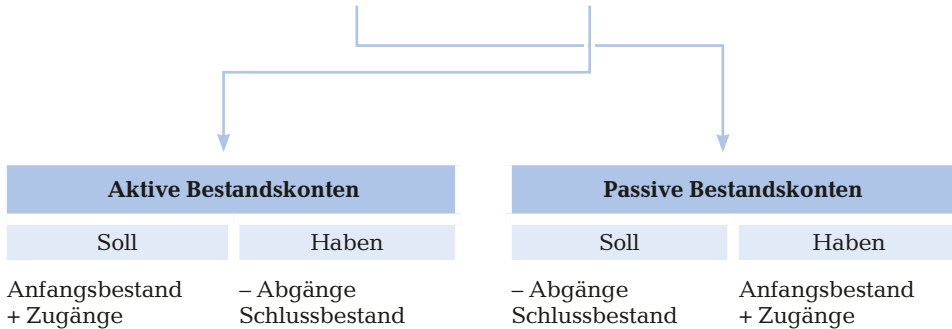 Aktive Bestandskonten
Soll
Haben
Anfangsbestand
+ Zugänge
– Abgänge
Schlussbestand
Passive Bestandskonten
Soll
Haben
– Abgänge
Schlussbestand
Anfangsbestand
+ Zugänge